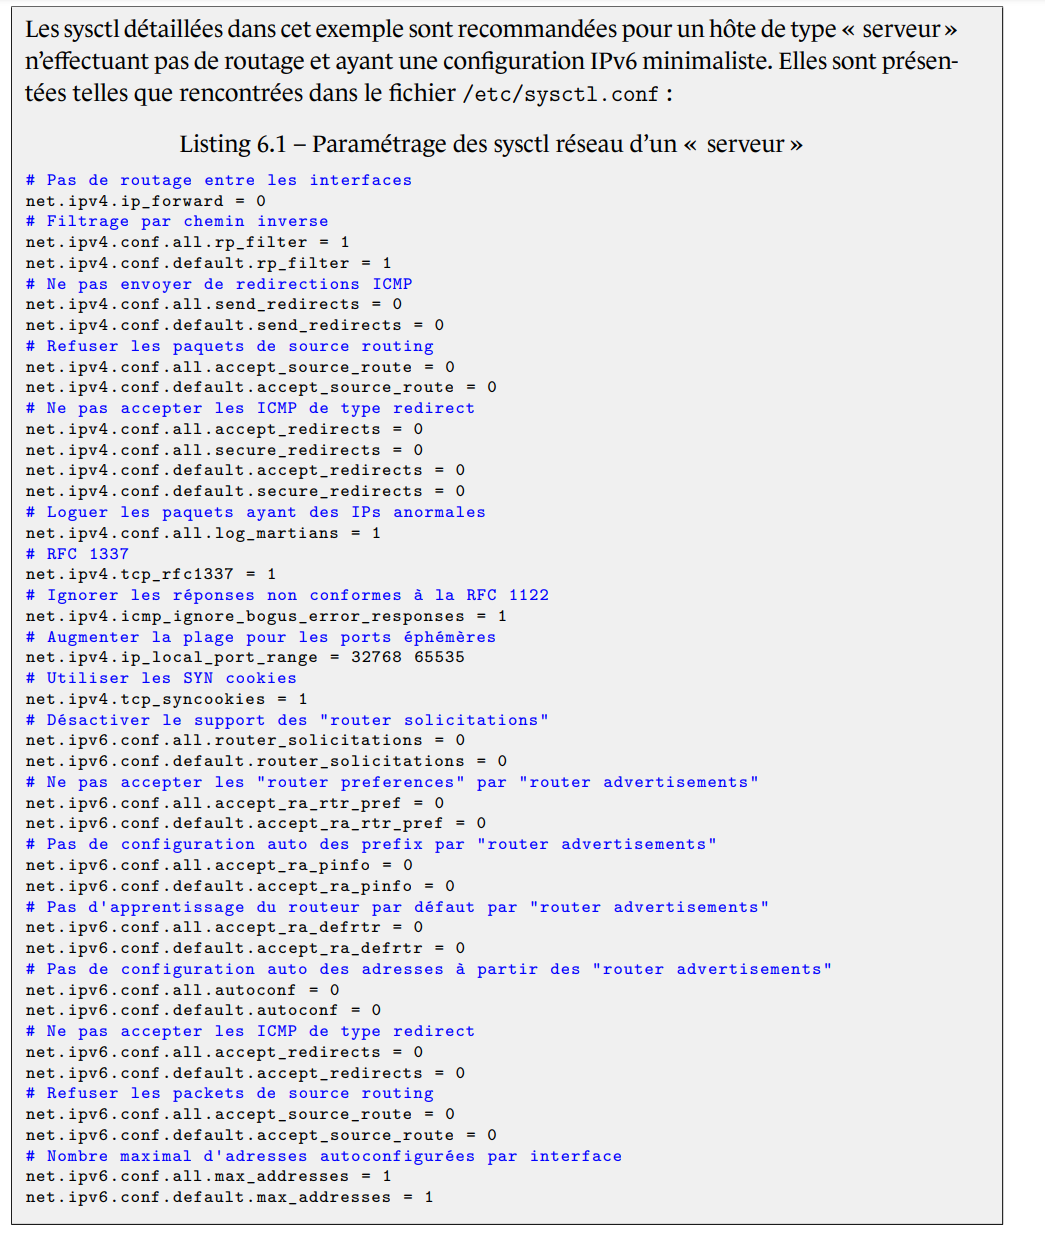 Les sysctl détaillées dans cet exemple sont recommandées pour un hôte de type « serveur »
n'effectuant pas de routage et ayant une configuration IPv6 minimaliste. Elles sont présen-
tées telles que rencontrées dans le fichier /etc/sysctl.conf :
Listing 6.1 – Paramétrage des sysctl réseau d'un « serveur »
# Pas de routage entre les interfaces
net.ipv4.ip_forward = 0
# Filtrage par chemin inverse
net.ipv4.conf.all.rp_filter = 1
net.ipv4.conf.default.rp_filter = 1
# Ne pas envoyer de redirections ICMP
net.ipv4.conf.all.send_redirects = 0
net.ipv4.conf.default.send_redirects = 0
# Refuser les paquets de source routing
net.ipv4.conf.all.accept_source_route = 0
net.ipv4.conf.default.accept_source_route = 0
# Ne pas accepter les ICMP de type redirect
net.ipv4.conf.all.accept_redirects = 0
net.ipv4.conf.all.secure_redirects = 0
net.ipv4.conf.default.accept_redirects = 0
net.ipv4.conf.default.secure_redirects = 0
# Loguer les paquets ayant des IPs anormales
net.ipv4.conf.all.log_martians = 1
# RFC 1337
net.ipv4.tcp_rfc1337 = 1
# Ignorer les réponses non conformes à la RFC 1122
net.ipv4.icmp_ignore_bogus_error_responses = 1
# Augmenter la plage pour les ports éphémères
net.ipv4.ip_local_port_range = 32768 65535
# Utiliser les SYN cookies
net.ipv4.tcp_syncookies = 1
# Désactiver le support des "router solicitations"
net.ipv6.conf.all.router_solicitations = 0
net.ipv6.conf.default.router_solicitations = 0
# Ne pas accepter les "router preferences" par "router advertisements"
net.ipv6.conf.all.accept_ra_rtr_pref = 0
net.ipv6.conf.default.accept_ra_rtr_pref = 0
# Pas de configuration auto des prefix par "router advertisements"
net.ipv6.conf.all.accept_ra_pinfo = 0
net.ipv6.conf.default.accept_ra_pinfo = 0
# Pas d'apprentissage du routeur par défaut par "router advertisements"
net.ipv6.conf.all.accept_ra_defrtr = 0
net.ipv6.conf.default.accept_ra_defrtr = 0
# Pas de configuration auto des adresses à partir des "router advertisements"
net.ipv6.conf.all.autoconf = 0
net.ipv6.conf.default.autoconf = 0
# Ne pas accepter les ICMP de type redirect
net.ipv6.conf.all.accept_redirects = 0
net.ipv6.conf.default.accept_redirects = 0
# Refuser les packets de source routing
net.ipv6.conf.all.accept_source_route = 0
net.ipv6.conf.default.accept_source_route = 0
# Nombre maximal d'adresses autoconfigurées par interface
net.ipv6.conf.all.max_addresses = 1
net.ipv6.conf.default.max_addresses = 1